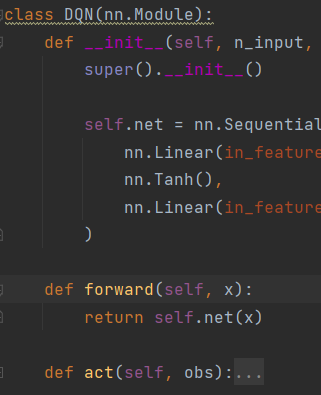 class DQN(nn.Module):
def __init__(self, n_input,
super().__init__()
self.net = nn.Sequential
nn.Linear(in_feature
nn.Tanh(),
nn.Linear(in_feature
)
def forward(self, x):
return self.net(x)
def act(self, obs):...